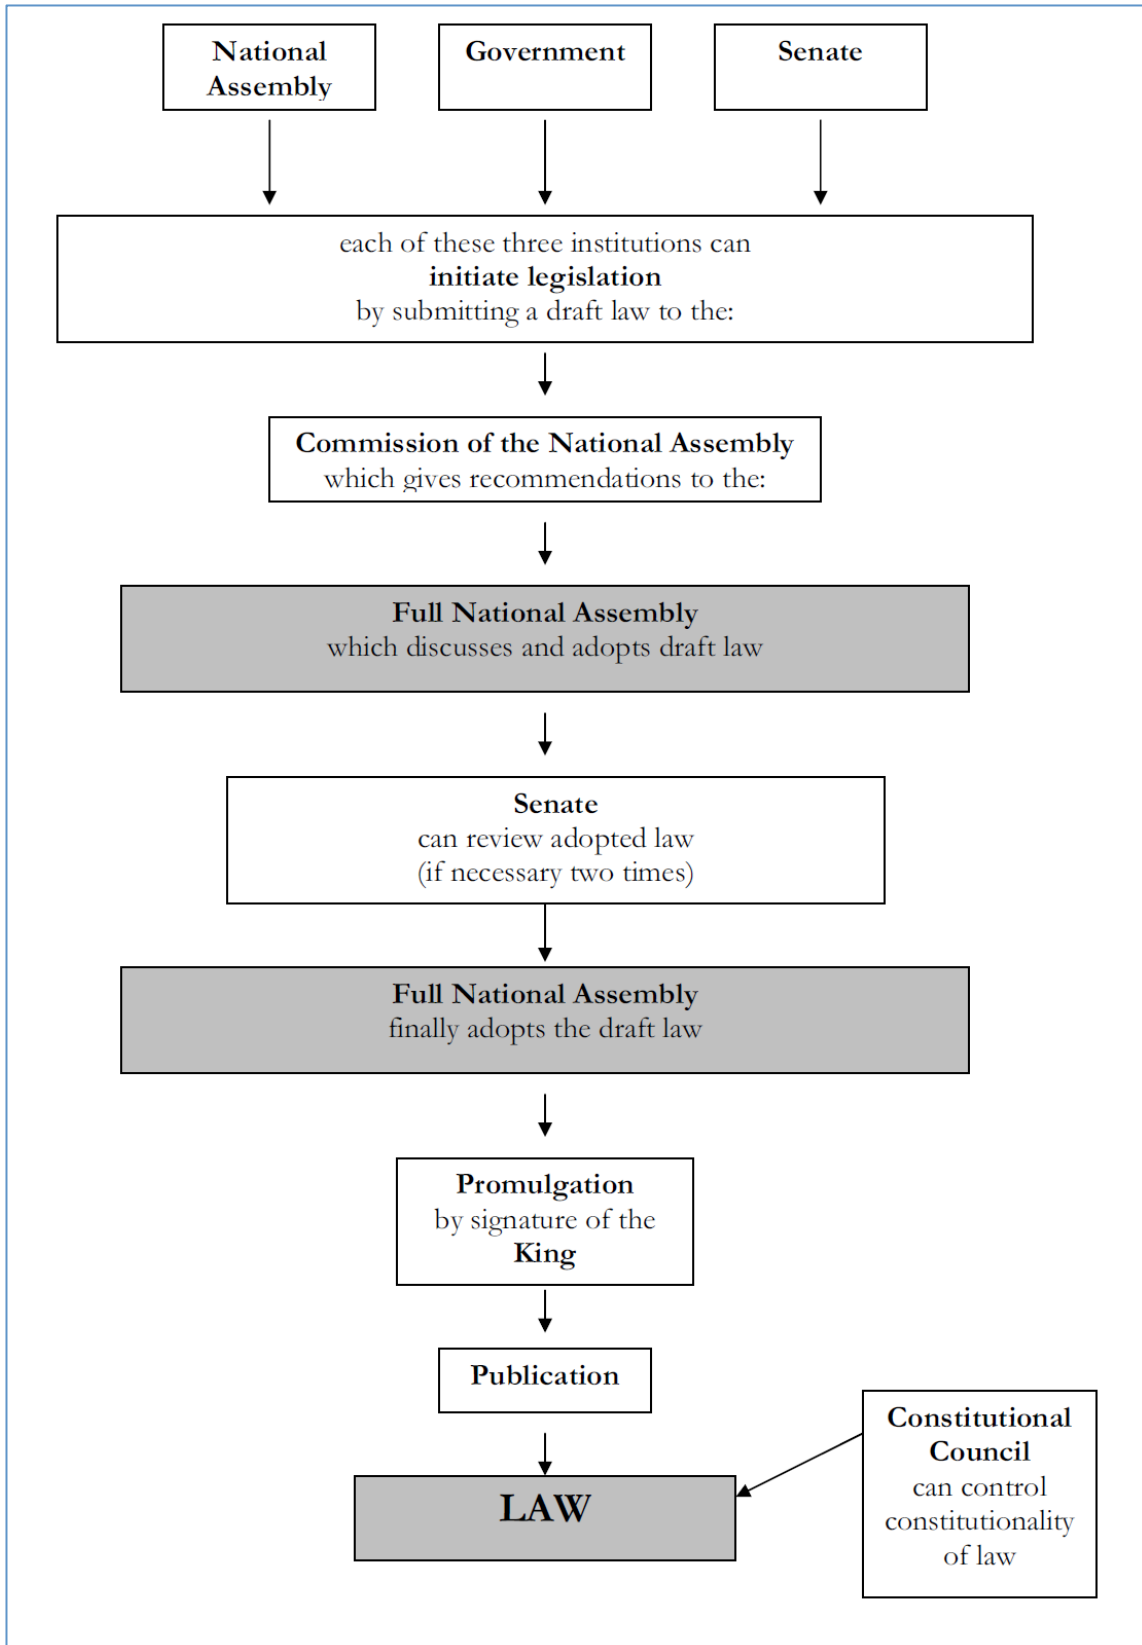 National
Assembly
Government
Senate
each of these three institutions can
initiate legislation
by submitting a draft law to the:
Commission of the National Assembly
which gives recommendations to the:
Full National Assembly
which discusses and adopts draft law
Senate
can review adopted law
(if necessary two times)
Full National Assembly
finally adopts the draft law
Promulgation
by signature of the
King
Publication
LAW
Constitutional
Council
can control
constitutionality
of law